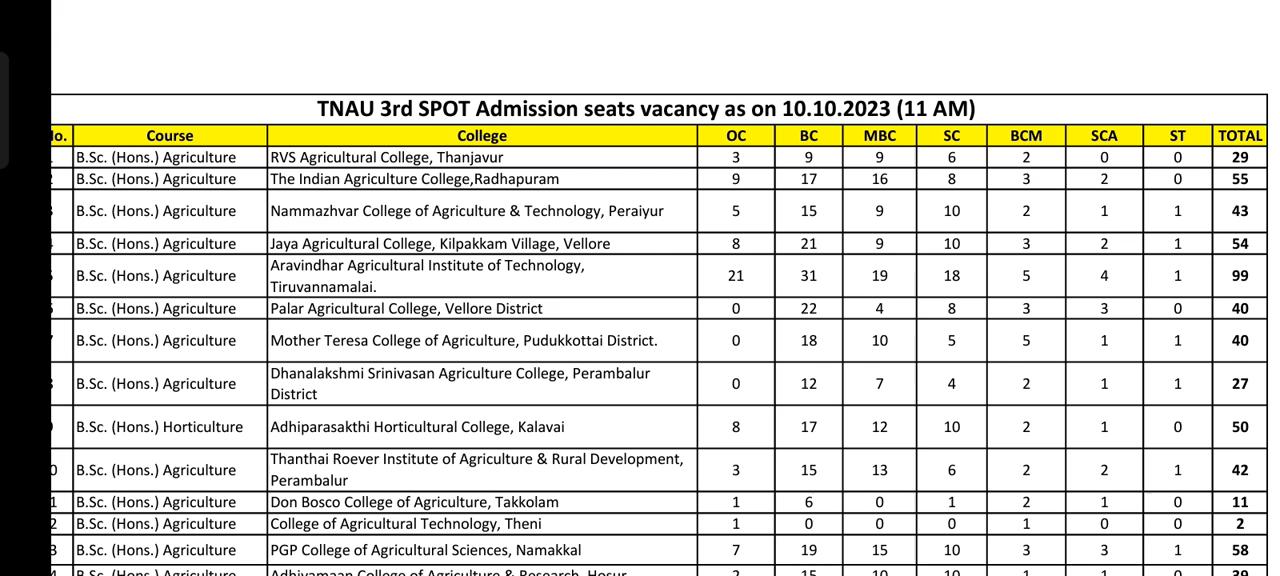 TNAU 3rd SPOT Admission seats vacancy as on 10.10.2023 (11 AM)
Course College OC BC MBC SC BCM SCA ST TOTAL
B.Sc. (Hons.) Agriculture RVS Agricultural College, Thanjavur 3 9 9 6 2 0 0 29
B.Sc. (Hons.) Agriculture The Indian Agriculture College,Radhapuram 9 17 16 8 3 2 0 55
B.Sc. (Hons.) Agriculture Nammazhvar College of Agriculture & Technology, Peraiyur 5 15 9 10 2 1 1 43
B.Sc. (Hons.) Agriculture Jaya Agricultural College, Kilpakkam Village, Vellore 8 21 9 10 3 2 1 54
B.Sc. (Hons.) Agriculture Aravindhar Agricultural Institute of Technology,
Tiruvannamalai. 21 31 19 18 5 4 1 99
B.Sc. (Hons.) Agriculture Palar Agricultural College, Vellore District 0 22 4 8 3 3 0 40
B.Sc. (Hons.) Agriculture Mother Teresa College of Agriculture, Pudukkottai District. 0 18 10 5 5 1 1 40
B.Sc. (Hons.) Agriculture Dhanalakshmi Srinivasan Agriculture College, Perambalur
District 0 12 7 4 2 1 1 27
B.Sc. (Hons.) Horticulture Adhiparasakthi Horticultural College, Kalavai 8 17 12 10 2 1 0 50
B.Sc. (Hons.) Agriculture Thanthai Roever Institute of Agriculture & Rural Development,
Perambalur 3 15 13 6 2 2 1 42
B.Sc. (Hons.) Agriculture Don Bosco College of Agriculture, Takkolam 1 6 0 1 2 1 0 11
B.Sc. (Hons.) Agriculture College of Agricultural Technology, Theni 1 0 0 0 1 0 0 2
B.Sc. (Hons.) Agriculture PGP College of Agricultural Sciences, Namakkal 7 19 15 10 3 3 1 58
B.Sc. (Hons.) Agriculture Adhiyamaan College of Agriculture & Research, Hosur